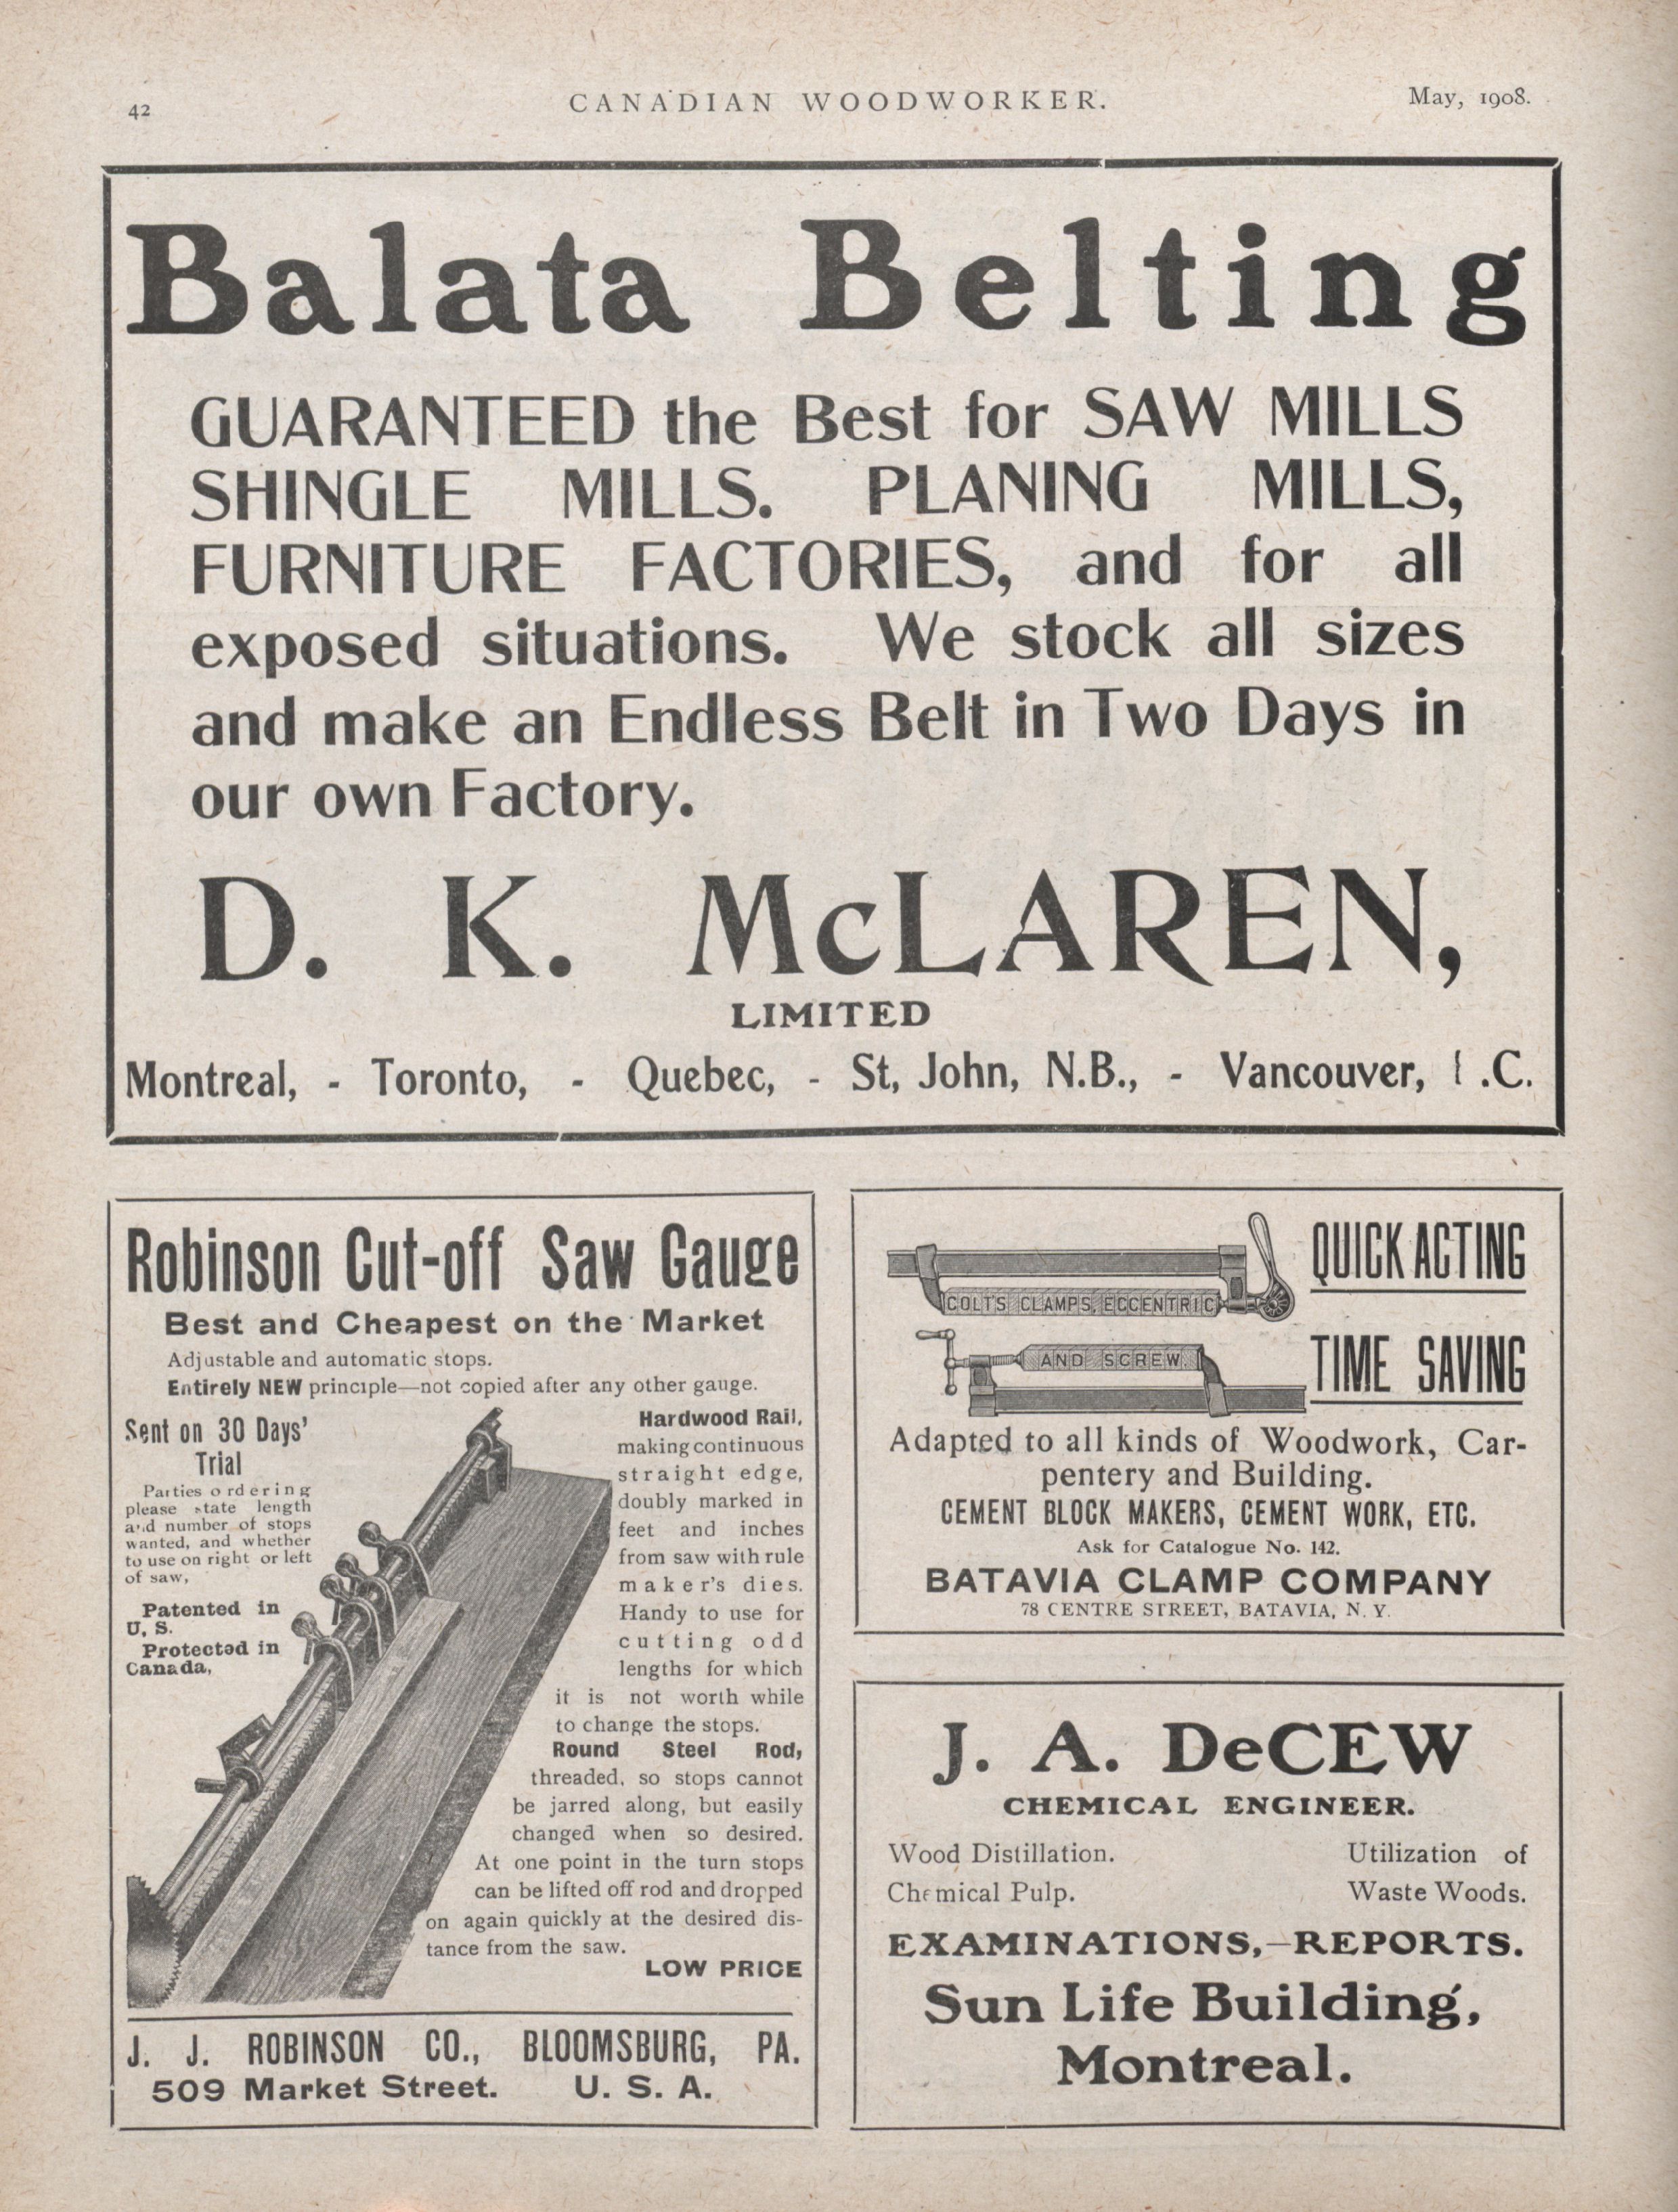 42
CANADIAN WOODWORKER.
May, 1908.
Balata Belting
GUARANTEED the Best for SAW MILLS
SHINGLE MILLS. PLANING MILLS,
FURNITURE FACTORIES, and for all
exposed situations. We stock all sizes
and make an Endless Belt in Two Days in
our own Factory.
D. K. McLAREN,
LIMITED
Montreal, - Toronto, - Quebec, - St, John, N.B., - Vancouver, .C.
Robinson Cut-off Saw Gauge
Best and Cheapest on the Market
Adjustable and automatic stops.
Entirely NEW principle—not copied after any other gauge.
Sent on 30 Days'
Trial
Parties ordering
please state length
and number of stops
wanted, and whether
to use on right or left
of saw,
Patented in
U. S.
Protected in
Canada,
Hardwood Rail,
making continuous
straight edge,
doubly marked in
feet and inches
from saw with rule
maker's dies.
Handy to use for
cutting odd
lengths for which
it is not worth while
to change the stops.
Round Steel Rod,
threaded, so stops cannot
be jarred along, but easily
changed when so desired.
At one point in the turn stops
can be lifted off rod and dropped
on again quickly at the desired dis-
tance from the saw.
LOW PRICE
J. J. ROBINSON CO., BLOOMSBURG, PA.
509 Market Street. U. S. A.
COLTS CLAMPS, ECCENTRIC
AND SCREW.
QUICK ACTING
TIME SAVING
Adapted to all kinds of Woodwork, Car-
pentery and Building.
CEMENT BLOCK MAKERS, CEMENT WORK, ETC.
Ask for Catalogue No. 142.
BATAVIA CLAMP COMPANY
78 CENTRE STREET, BATAVIA, N. Y.
J. A. DeCEW
CHEMICAL ENGINEER.
Wood Distillation. Utilization of
Chemical Pulp. Waste Woods.
EXAMINATIONS,—REPORTS.
Sun Life Building,
Montreal.